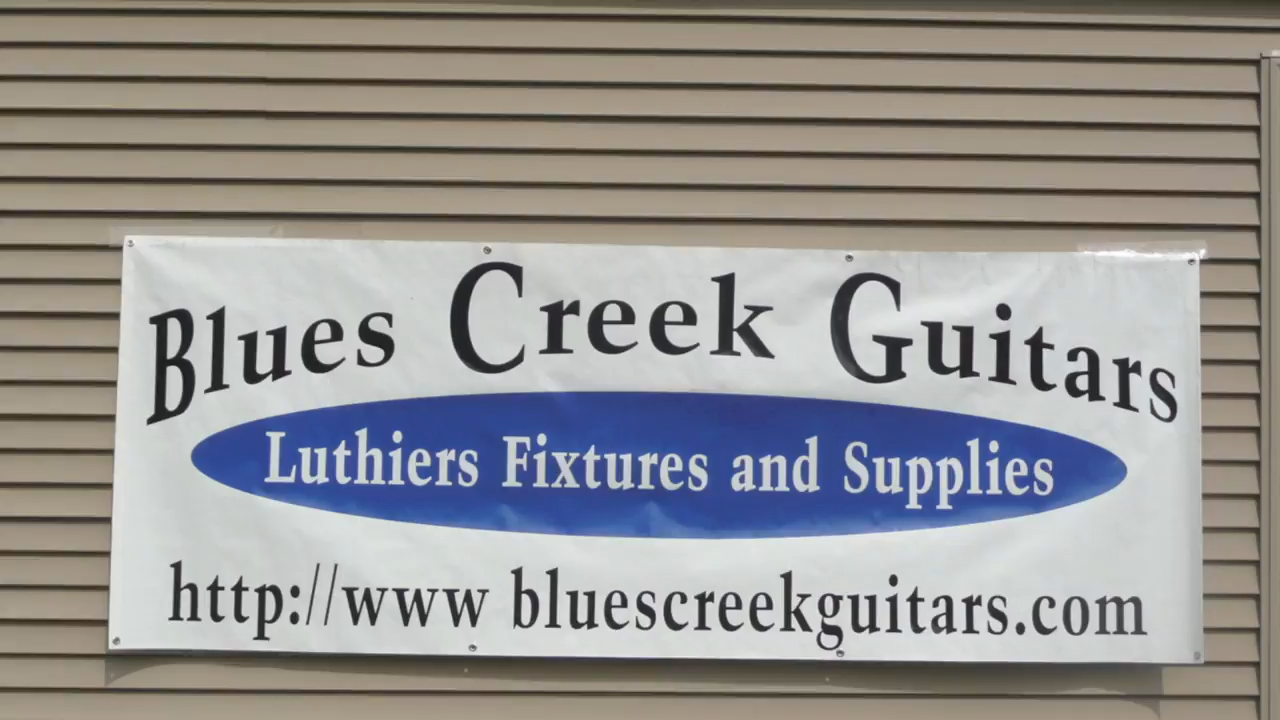 Blues Creek Guitars
Luthiers Fixtures and Supplies
http://www bluescreekguitars.com